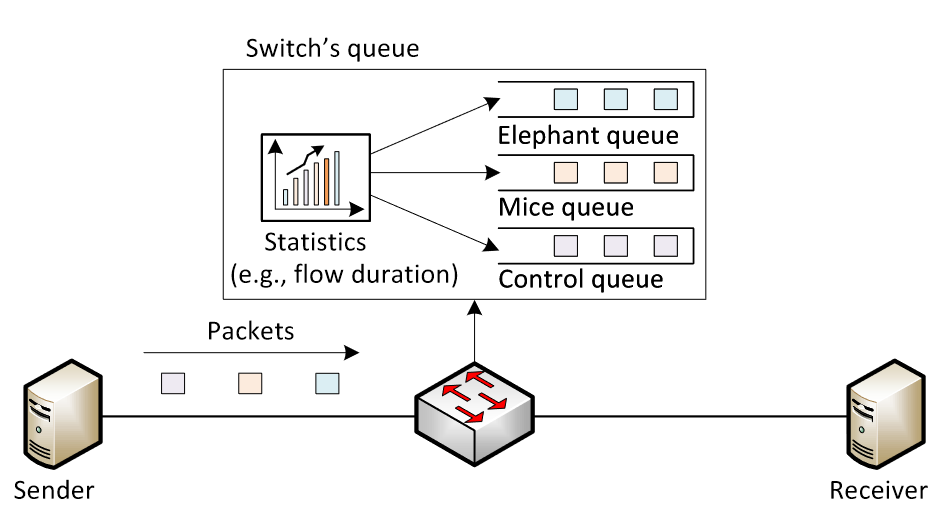 Switch's queue
Elephant queue
Mice queue
Statistics
(e.g., flow duration)
Control queue
Packets
Sender
Receiver